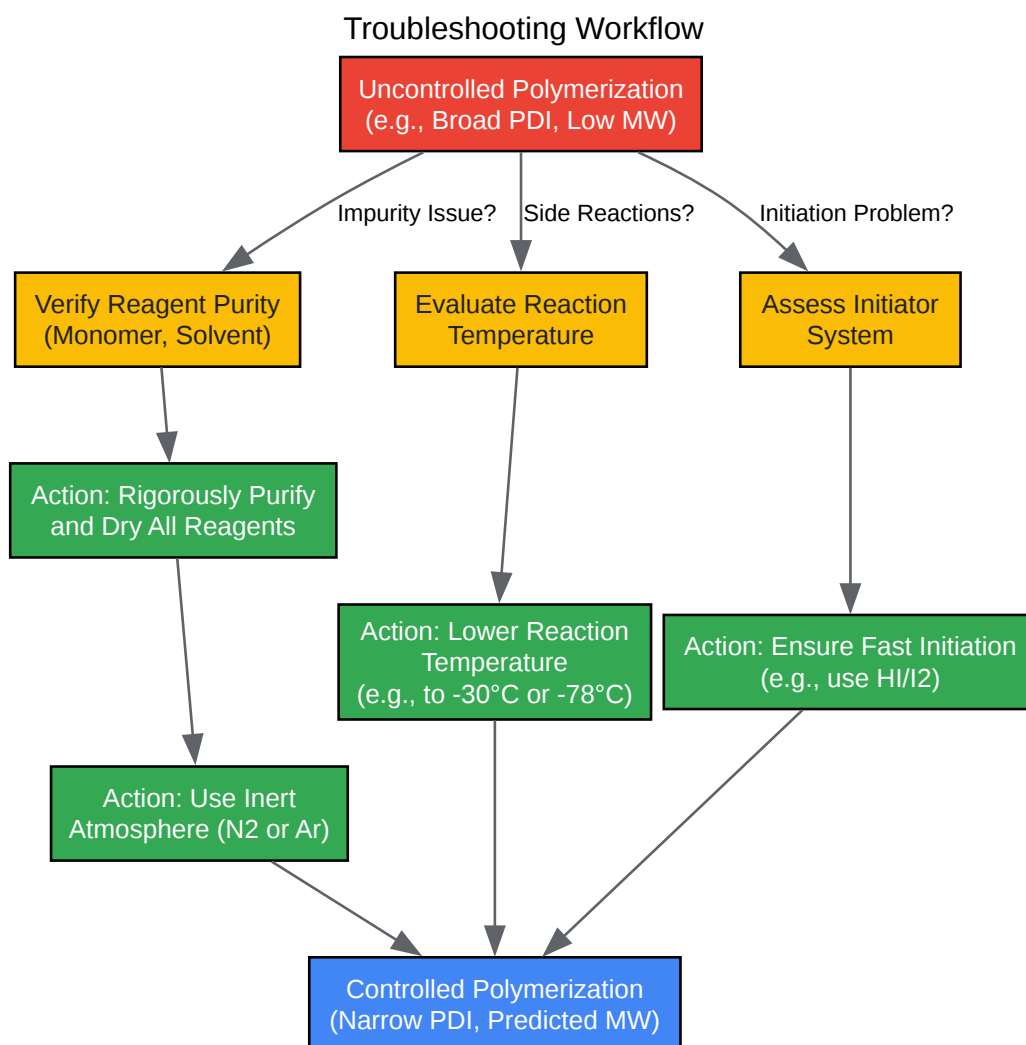 Troubleshooting Workflow
Uncontrolled Polymerization
(e.g., Broad PDI, Low MW)
Impurity Issue?
Side Reactions?
Initiation Problem?
Verify Reagent Purity
(Monomer, Solvent)
Evaluate Reaction
Temperature
Assess Initiator
System
Action: Rigorously Purify
and Dry All Reagents
Action: Lower Reaction
Temperature
(e.g., to -30°C or -78°C)
Action: Ensure Fast Initiation
(e.g., use HI/I2)
Action: Use Inert
Atmosphere (N2 or Ar)
Controlled Polymerization
(Narrow PDI, Predicted MW)